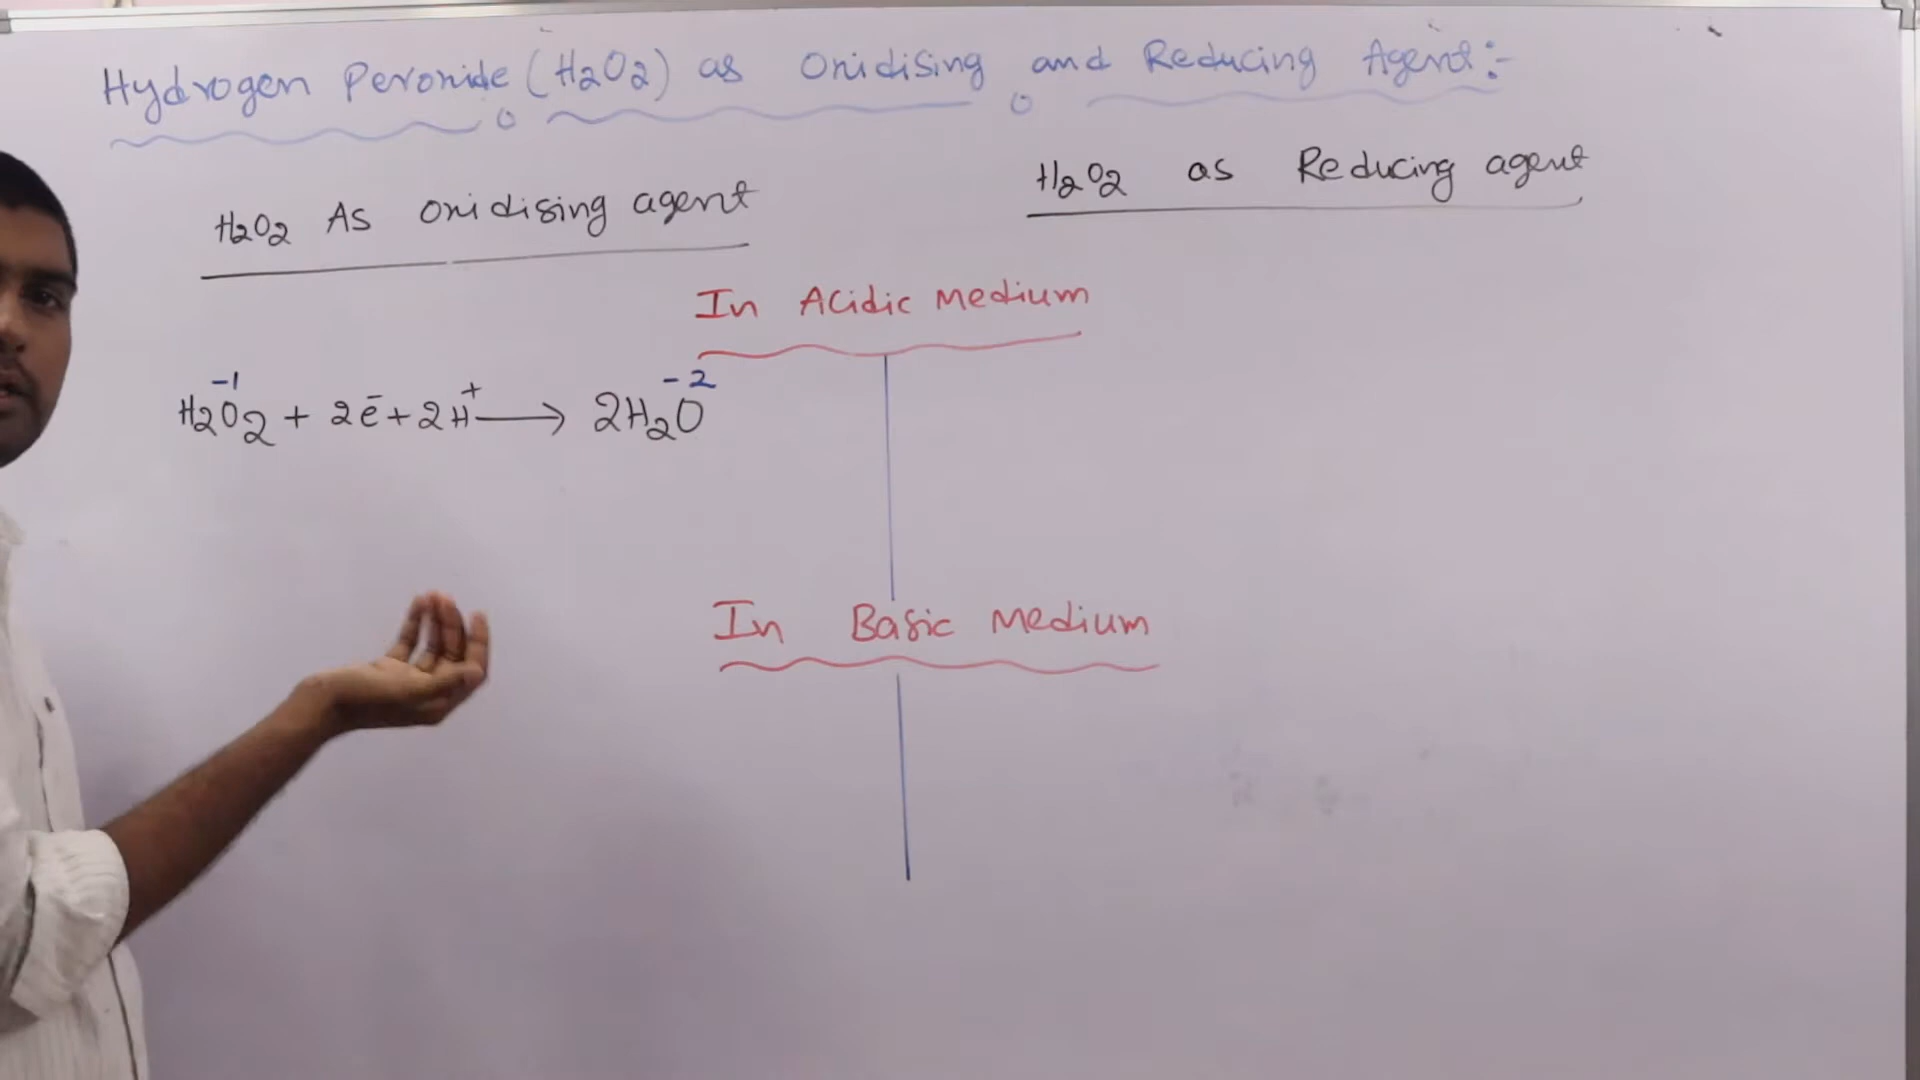 Hydrogen Peroxide (H2O2) as Oxidising and Reducing Agent:-
H2O2 As oxidising agent
H2O2 as Reducing agent
In Acidic Medium
H2O2 + 2e̅ + 2H⁺ ⟶ 2H2O
-1 -2
In Basic Medium